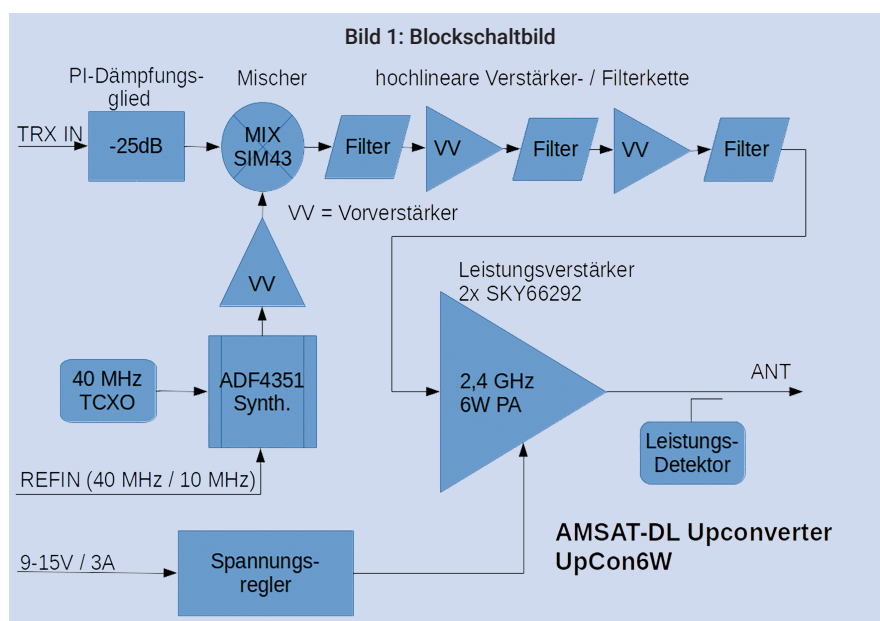 Bild 1: Blockschaltbild
PI-Dämpfungs-
glied
Mischer
hochlineare Verstärker- / Filterkette
TRX IN
-25dB
MIX
SIM43
Filter
VV
Filter
VV
Filter
VV = Vorverstärker
VV
Leistungsverstärker
2x SKY66292
40 MHz
TCXO
ADF4351
Synth.
2,4 GHz
6W PA
ANT
Leistungs-
Detektor
REFIN (40 MHz / 10 MHz)
9-15V / 3A
Spannungs-
regler
AMSAT-DL Upconverter
UpCon6W